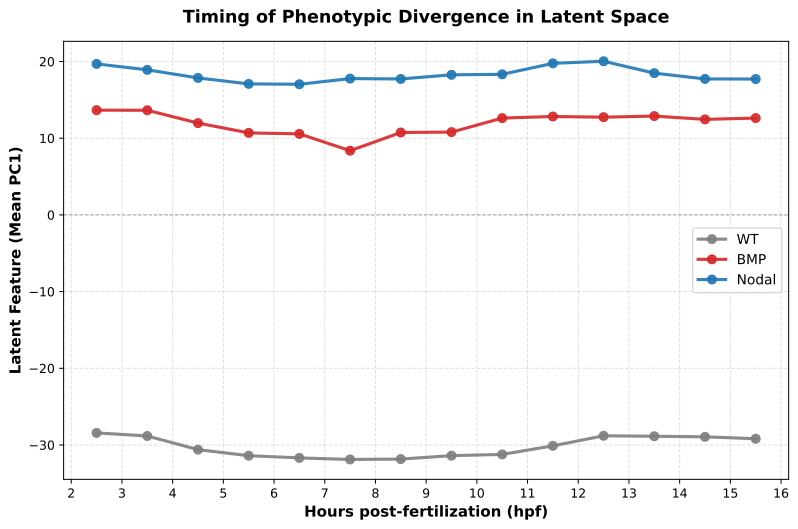 Timing of Phenotypic Divergence in Latent Space
Latent Feature (Mean PC1)
20
10
0
−10
−20
−30
WT
BMP
Nodal
2 3 4 5 6 7 8 9 10 11 12 13 14 15 16
Hours post-fertilization (hpf)